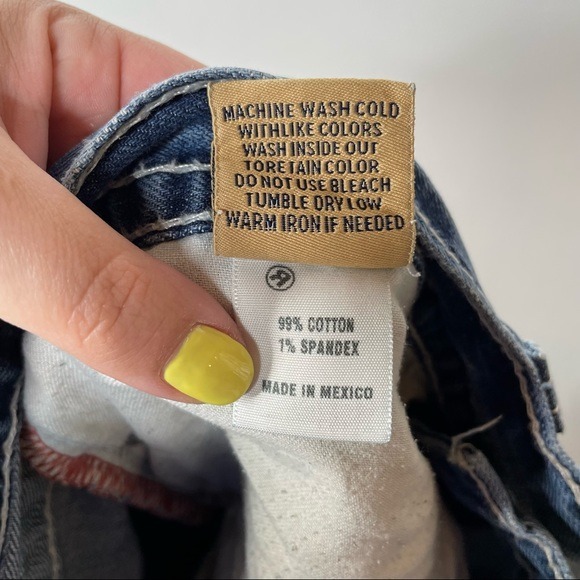 MACHINE WASH COLD
WITHLIKE COLORS
WASH INSIDE OUT
TORETAIN COLOR
DO NOT USE BLEACH
TUMBLE DRY LOW
WARM IRON IF NEEDED
99% COTTON
1% SPANDEX
MADE IN MEXICO